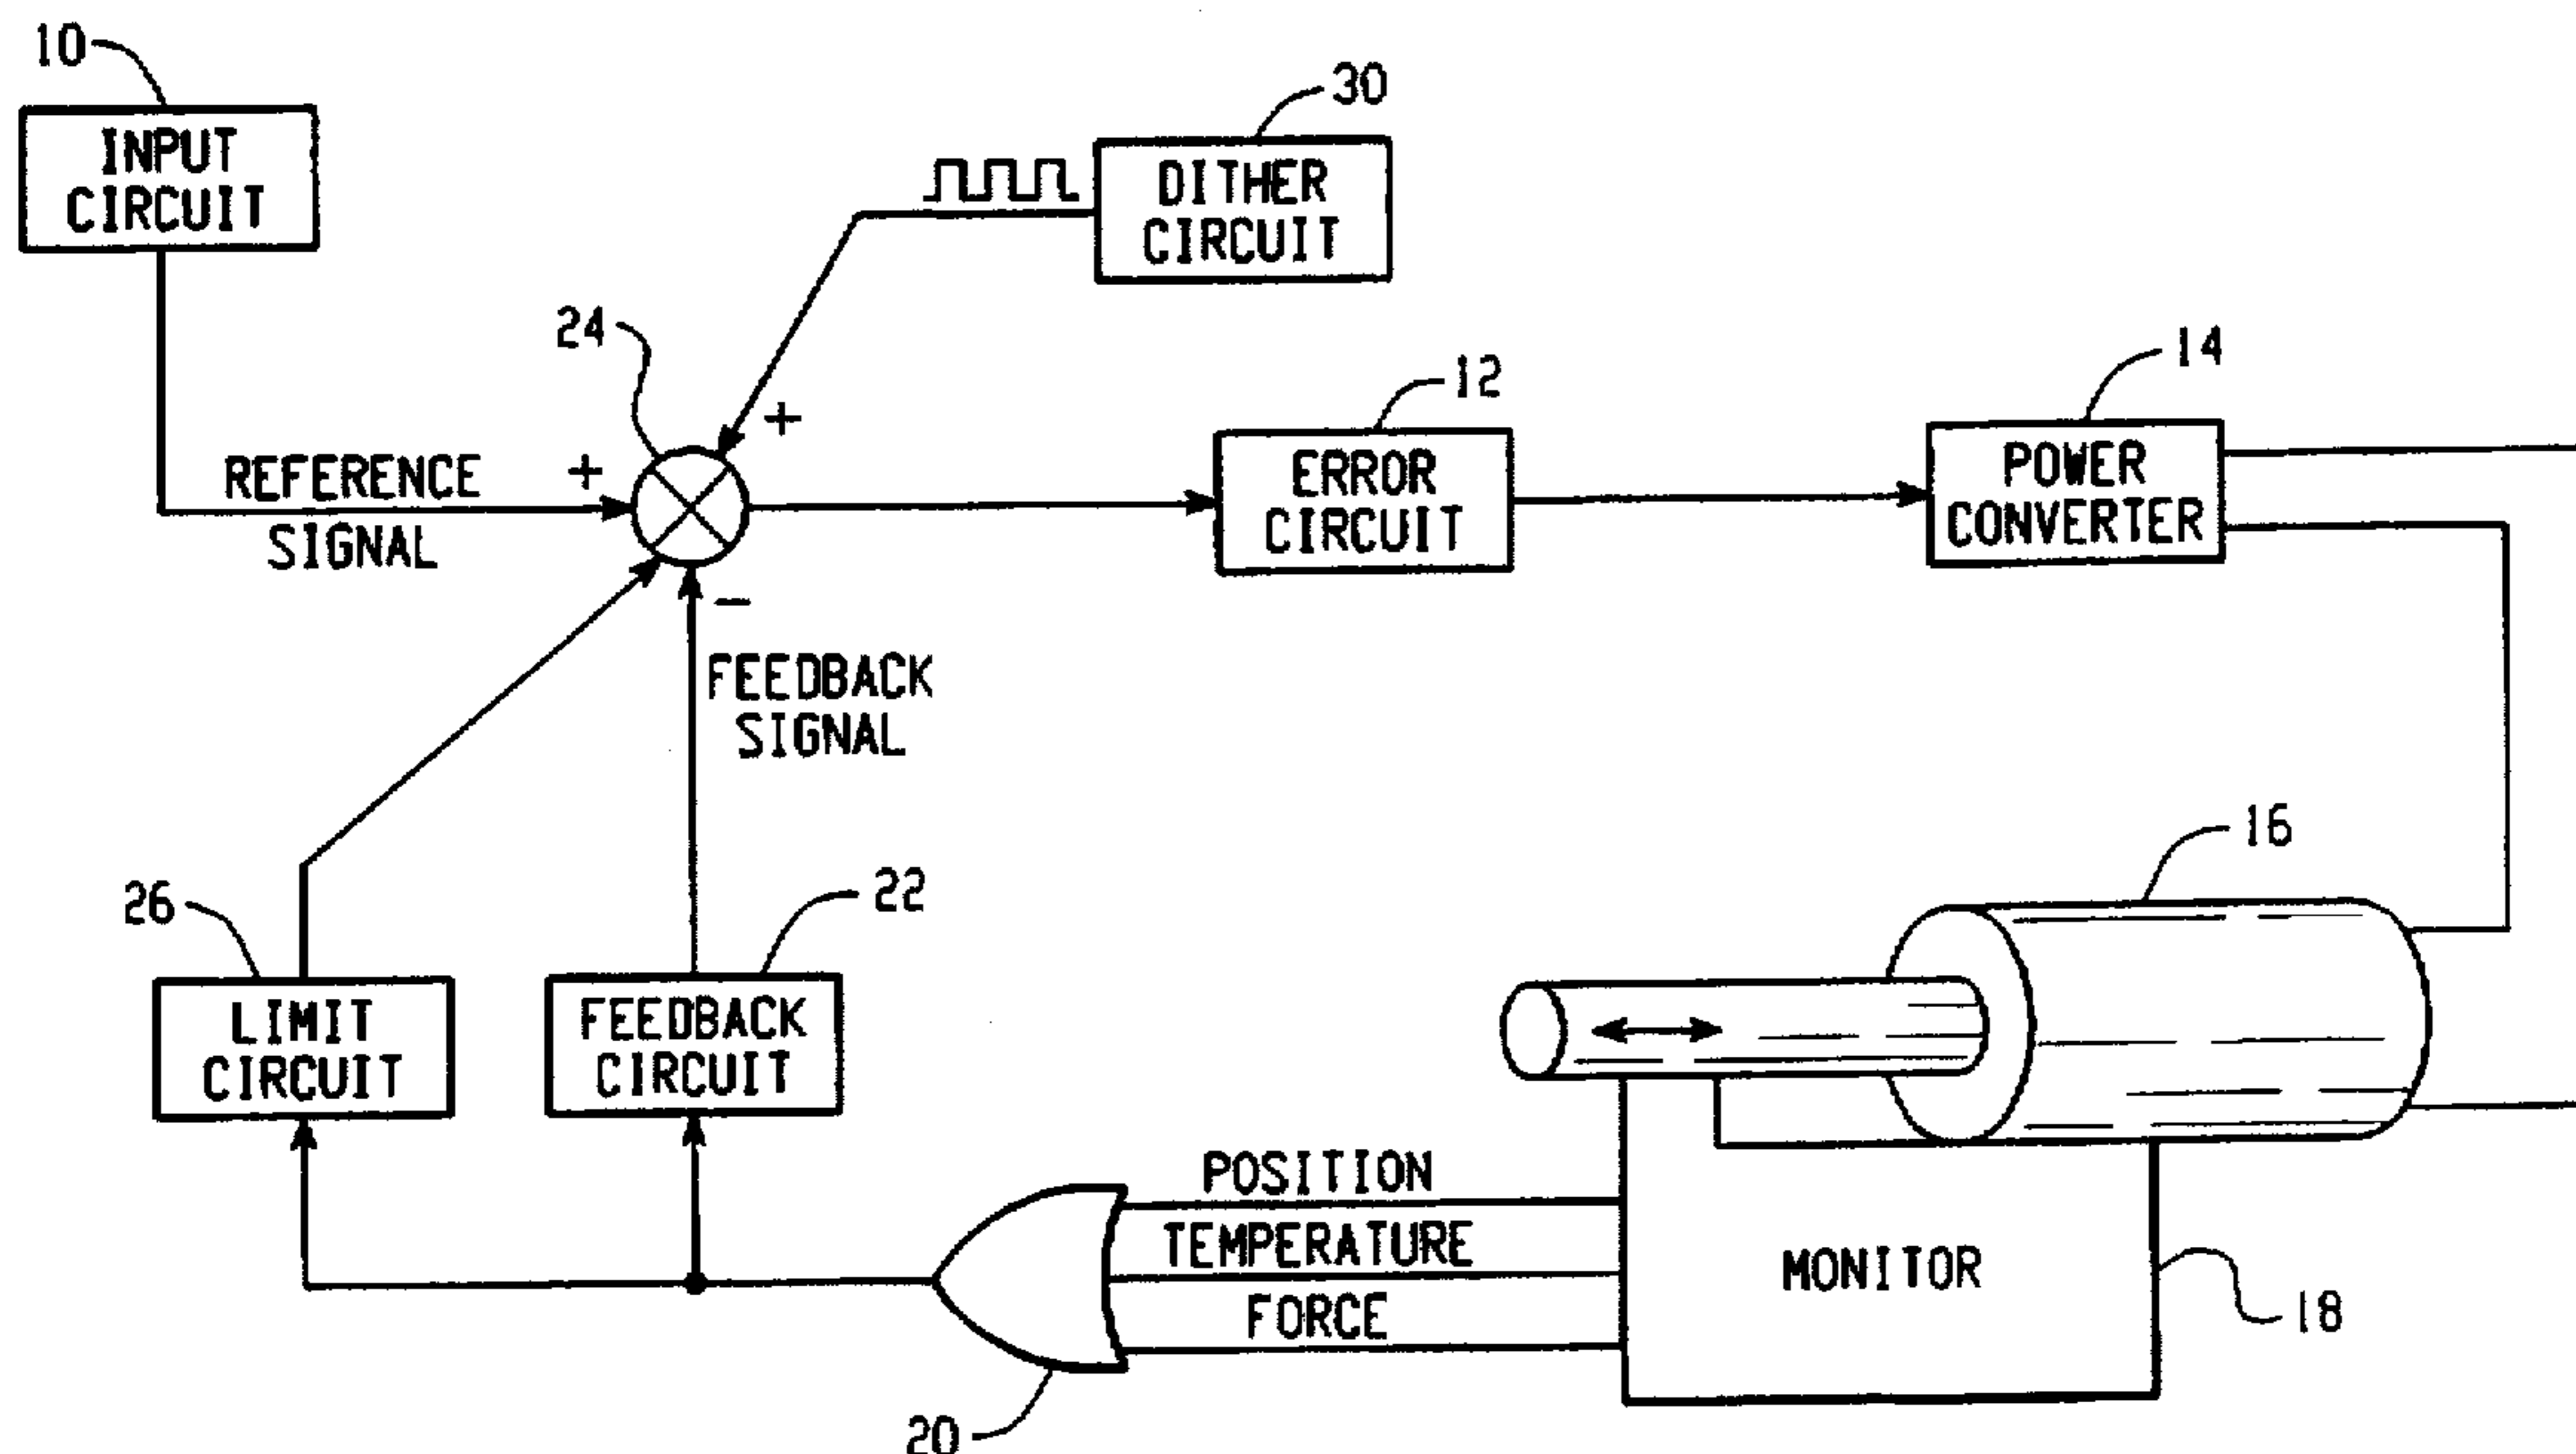 10
INPUT
CIRCUIT
30
DITHER
CIRCUIT
24
+
12
ERROR
CIRCUIT
14
POWER
CONVERTER
REFERENCE
SIGNAL
+
−
FEEDBACK
SIGNAL
16
26
LIMIT
CIRCUIT
22
FEEDBACK
CIRCUIT
POSITION
TEMPERATURE
FORCE
MONITOR
18
20